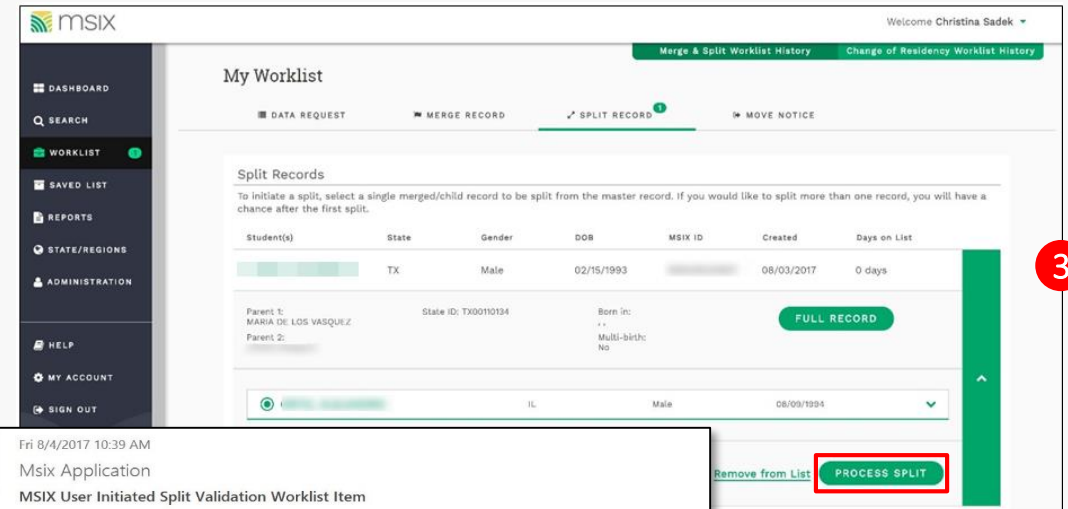 msix
Welcome Christina Sadek
Merge & Split Worklist History
Change of Residency Worklist History
My Worklist
DASHBOARD
SEARCH
WORKLIST 1
SAVED LIST
REPORTS
STATE/REGIONS
ADMINISTRATION
HELP
MY ACCOUNT
SIGN OUT
DATA REQUEST MERGE RECORD SPLIT RECORD 1 MOVE NOTICE
Split Records
To initiate a split, select a single merged/child record to be split from the master record. If you would like to split more than one record, you will have a
chance after the first split.
Student(s) State Gender DOB MSIX ID Created Days on List
TX Male 02/15/1993 08/03/2017 0 days
3
Parent 1: State ID: TX00110134 Born in:
MARIA DE LOS VASQUEZ , ,
Parent 2: Multi-birth:
No
FULL RECORD
IL Male 08/09/1994
Remove from List PROCESS SPLIT
Fri 8/4/2017 10:39 AM
Msix Application
MSIX User Initiated Split Validation Worklist Item